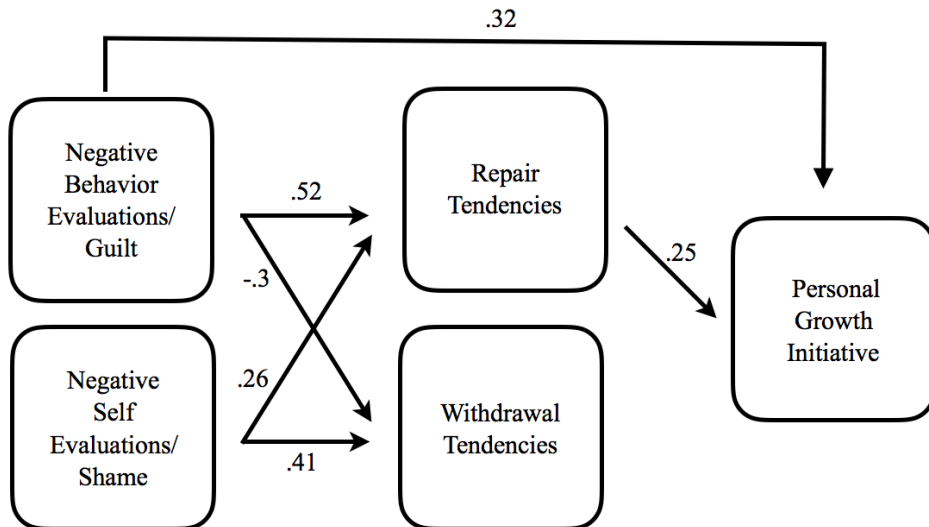 .32
Negative
Behavior
Evaluations/
Guilt
.52
-.3
Repair
Tendencies
.25
Personal
Growth
Initiative
Negative
Self
Evaluations/
Shame
.26
.41
Withdrawal
Tendencies